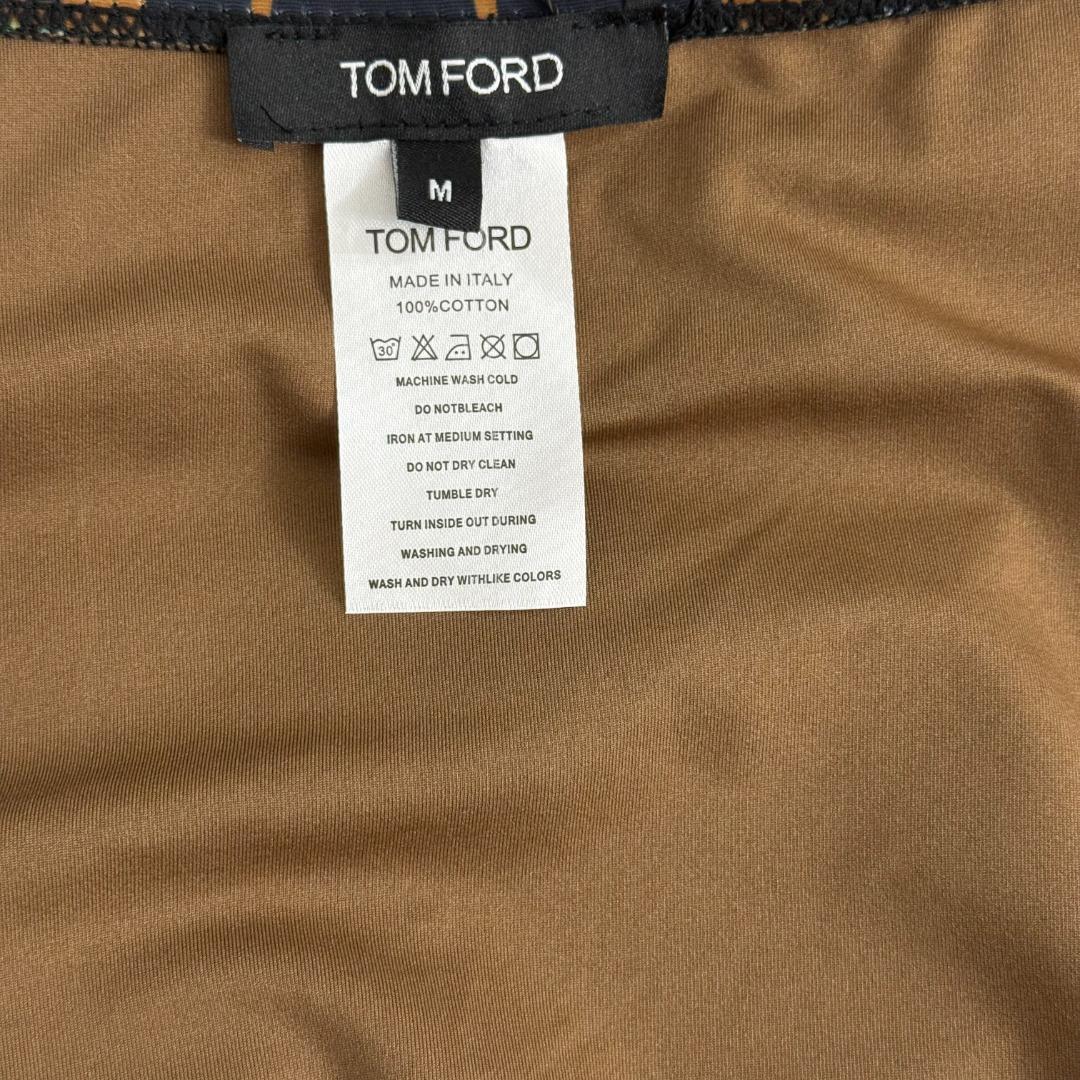 TOM FORD
M
TOM FORD
MADE IN ITALY
100%COTTON
30°
MACHINE WASH COLD
DO NOTBLEACH
IRON AT MEDIUM SETTING
DO NOT DRY CLEAN
TUMBLE DRY
TURN INSIDE OUT DURING
WASHING AND DRYING
WASH AND DRY WITHLIKE COLORS